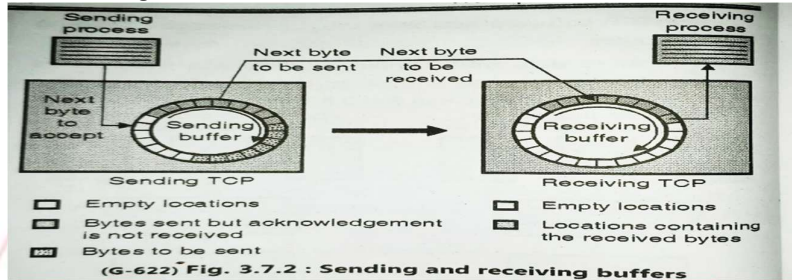 Sending
process
Receiving
process
Next byte
to be sent
Next byte
to be
received
Next
byte
to
accept
Sending
buffer
Receiving
buffer
Sending TCP
Receiving TCP
Empty locations
Bytes sent but acknowledgement
is not received
Bytes to be sent
Empty locations
Locations containing
the received bytes
(G-622) Fig. 3.7.2 : Sending and receiving buffers